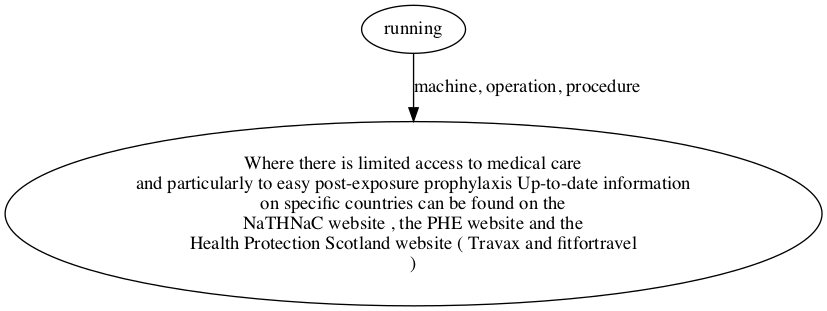 running
machine, operation, procedure
Where there is limited access to medical care
and particularly to easy post-exposure prophylaxis Up-to-date information
on specific countries can be found on the
NaTHNaC website , the PHE website and the
Health Protection Scotland website ( Travax and fitfortravel
)